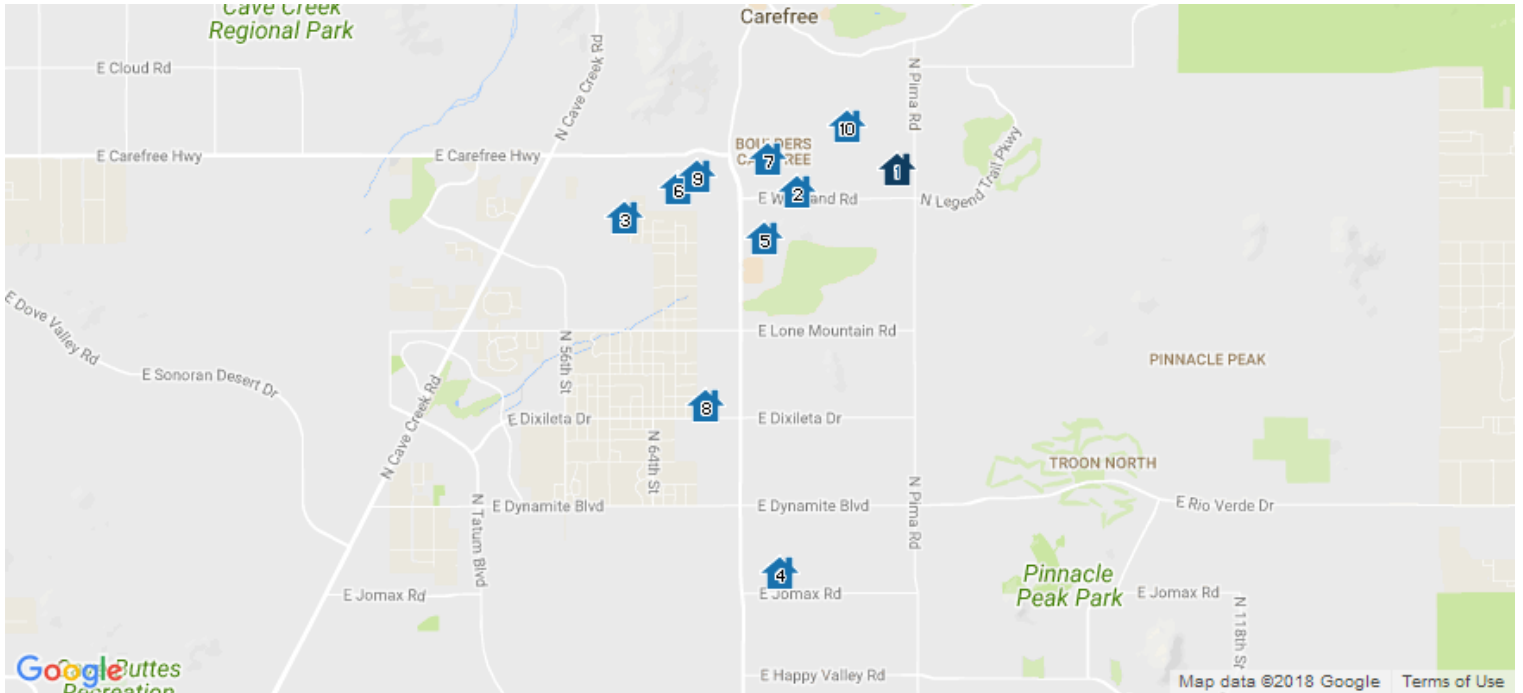 Cave Creek
Regional Park
Carefree
E Cloud Rd
N Cave Creek Rd
N Pima Rd
10
E Carefree Hwy
E Carefree Hwy
BOULDERS
7
1
9
6
2
N Legend Trail Pkwy
3
5
E Dove Valley Rd
E Lone Mountain Rd
N 56th St
PINNACLE PEAK
E Sonoran Desert Dr
N Cave Creek Rd
8
E Dixileta Dr
E Dixileta Dr
N 64th St
TROON NORTH
N Tatum Blvd
E Dynamite Blvd
E Dynamite Blvd
N Pima Rd
E Rio Verde Dr
4
Pinnacle
Peak Park
E Jomax Rd
E Jomax Rd
E Jomax Rd
N 118th St
Google
Buttes
Recreation
E Happy Valley Rd
Map data ©2018 Google
Terms of Use